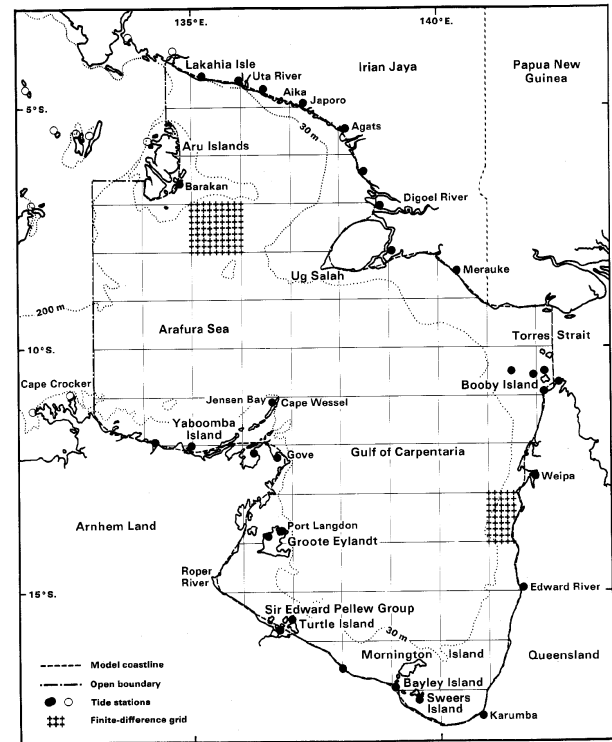 135°E.
140°E.
Lakahia Isle
Uta River
Irian Jaya
Papua New
Guinea
Aika
Japoro
5°S.
30 m
Agats
Aru Islands
Barakan
Digoel River
Ug Salah
Merauke
200 m
Arafura Sea
Torres Strait
10°S.
Cape Crocker
Booby Island
Jensen Bay
Cape Wessel
Yaboomba
Island
Gove
Gulf of Carpentaria
Weipa
Arnhem Land
Port Langdon
Groote Eylandt
Roper
River
Edward River
15°S.
Sir Edward Pellew Group
Turtle Island
30 m
Mornington Island
Queensland
Model coastline
Open boundary
Tide stations
Finite-difference grid
Bayley Island
Sweers
Island
Karumba